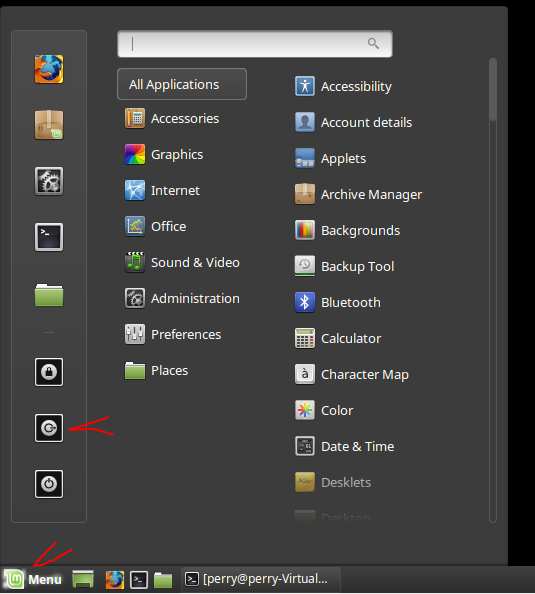 All Applications
Accessories
Graphics
Internet
Office
Sound & Video
Administration
Preferences
Places
Accessibility
Account details
Applets
Archive Manager
Backgrounds
Backup Tool
Bluetooth
Calculator
Character Map
Color
Date & Time
Desklets
Desktop
Menu
[perry@perry-Virtual...